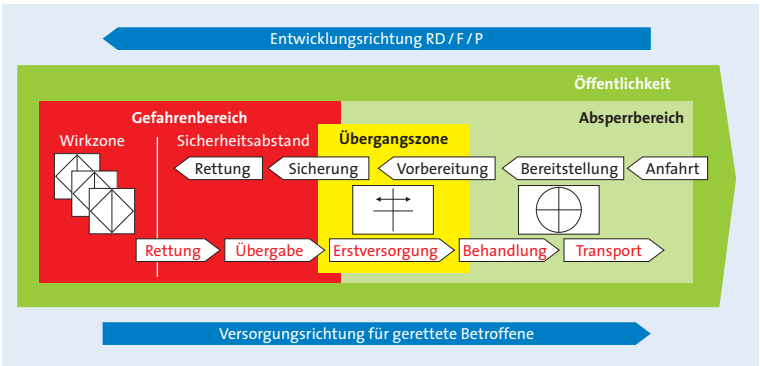 Entwicklungsrichtung RD / F / P
Öffentlichkeit
Gefahrenbereich
Absperrbereich
Wirkzone
Sicherheitsabstand
Übergangszone
Rettung
Sicherung
Vorbereitung
Bereitstellung
Anfahrt
Rettung
Übergabe
Erstversorgung
Behandlung
Transport
Versorgungsrichtung für gerettete Betroffene